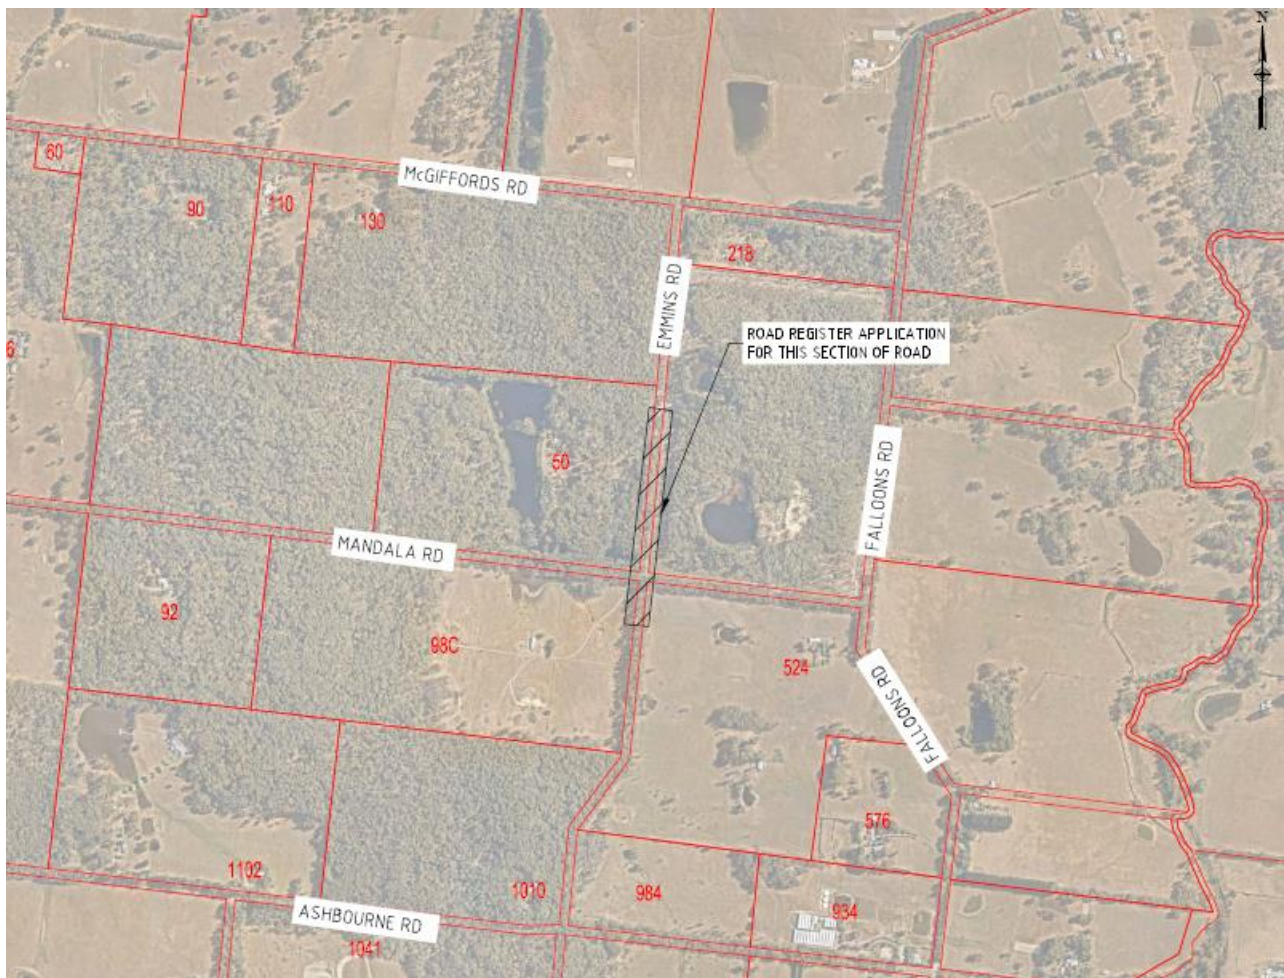 N
60
McGIFFORDS RD
90
110
130
218
EMMINS RD
ROAD REGISTER APPLICATION
FOR THIS SECTION OF ROAD
6
50
FALLOONS RD
MANDALA RD
92
98C
524
FALLOONS RD
576
1102
1010
984
934
ASHBOURNE RD
1041